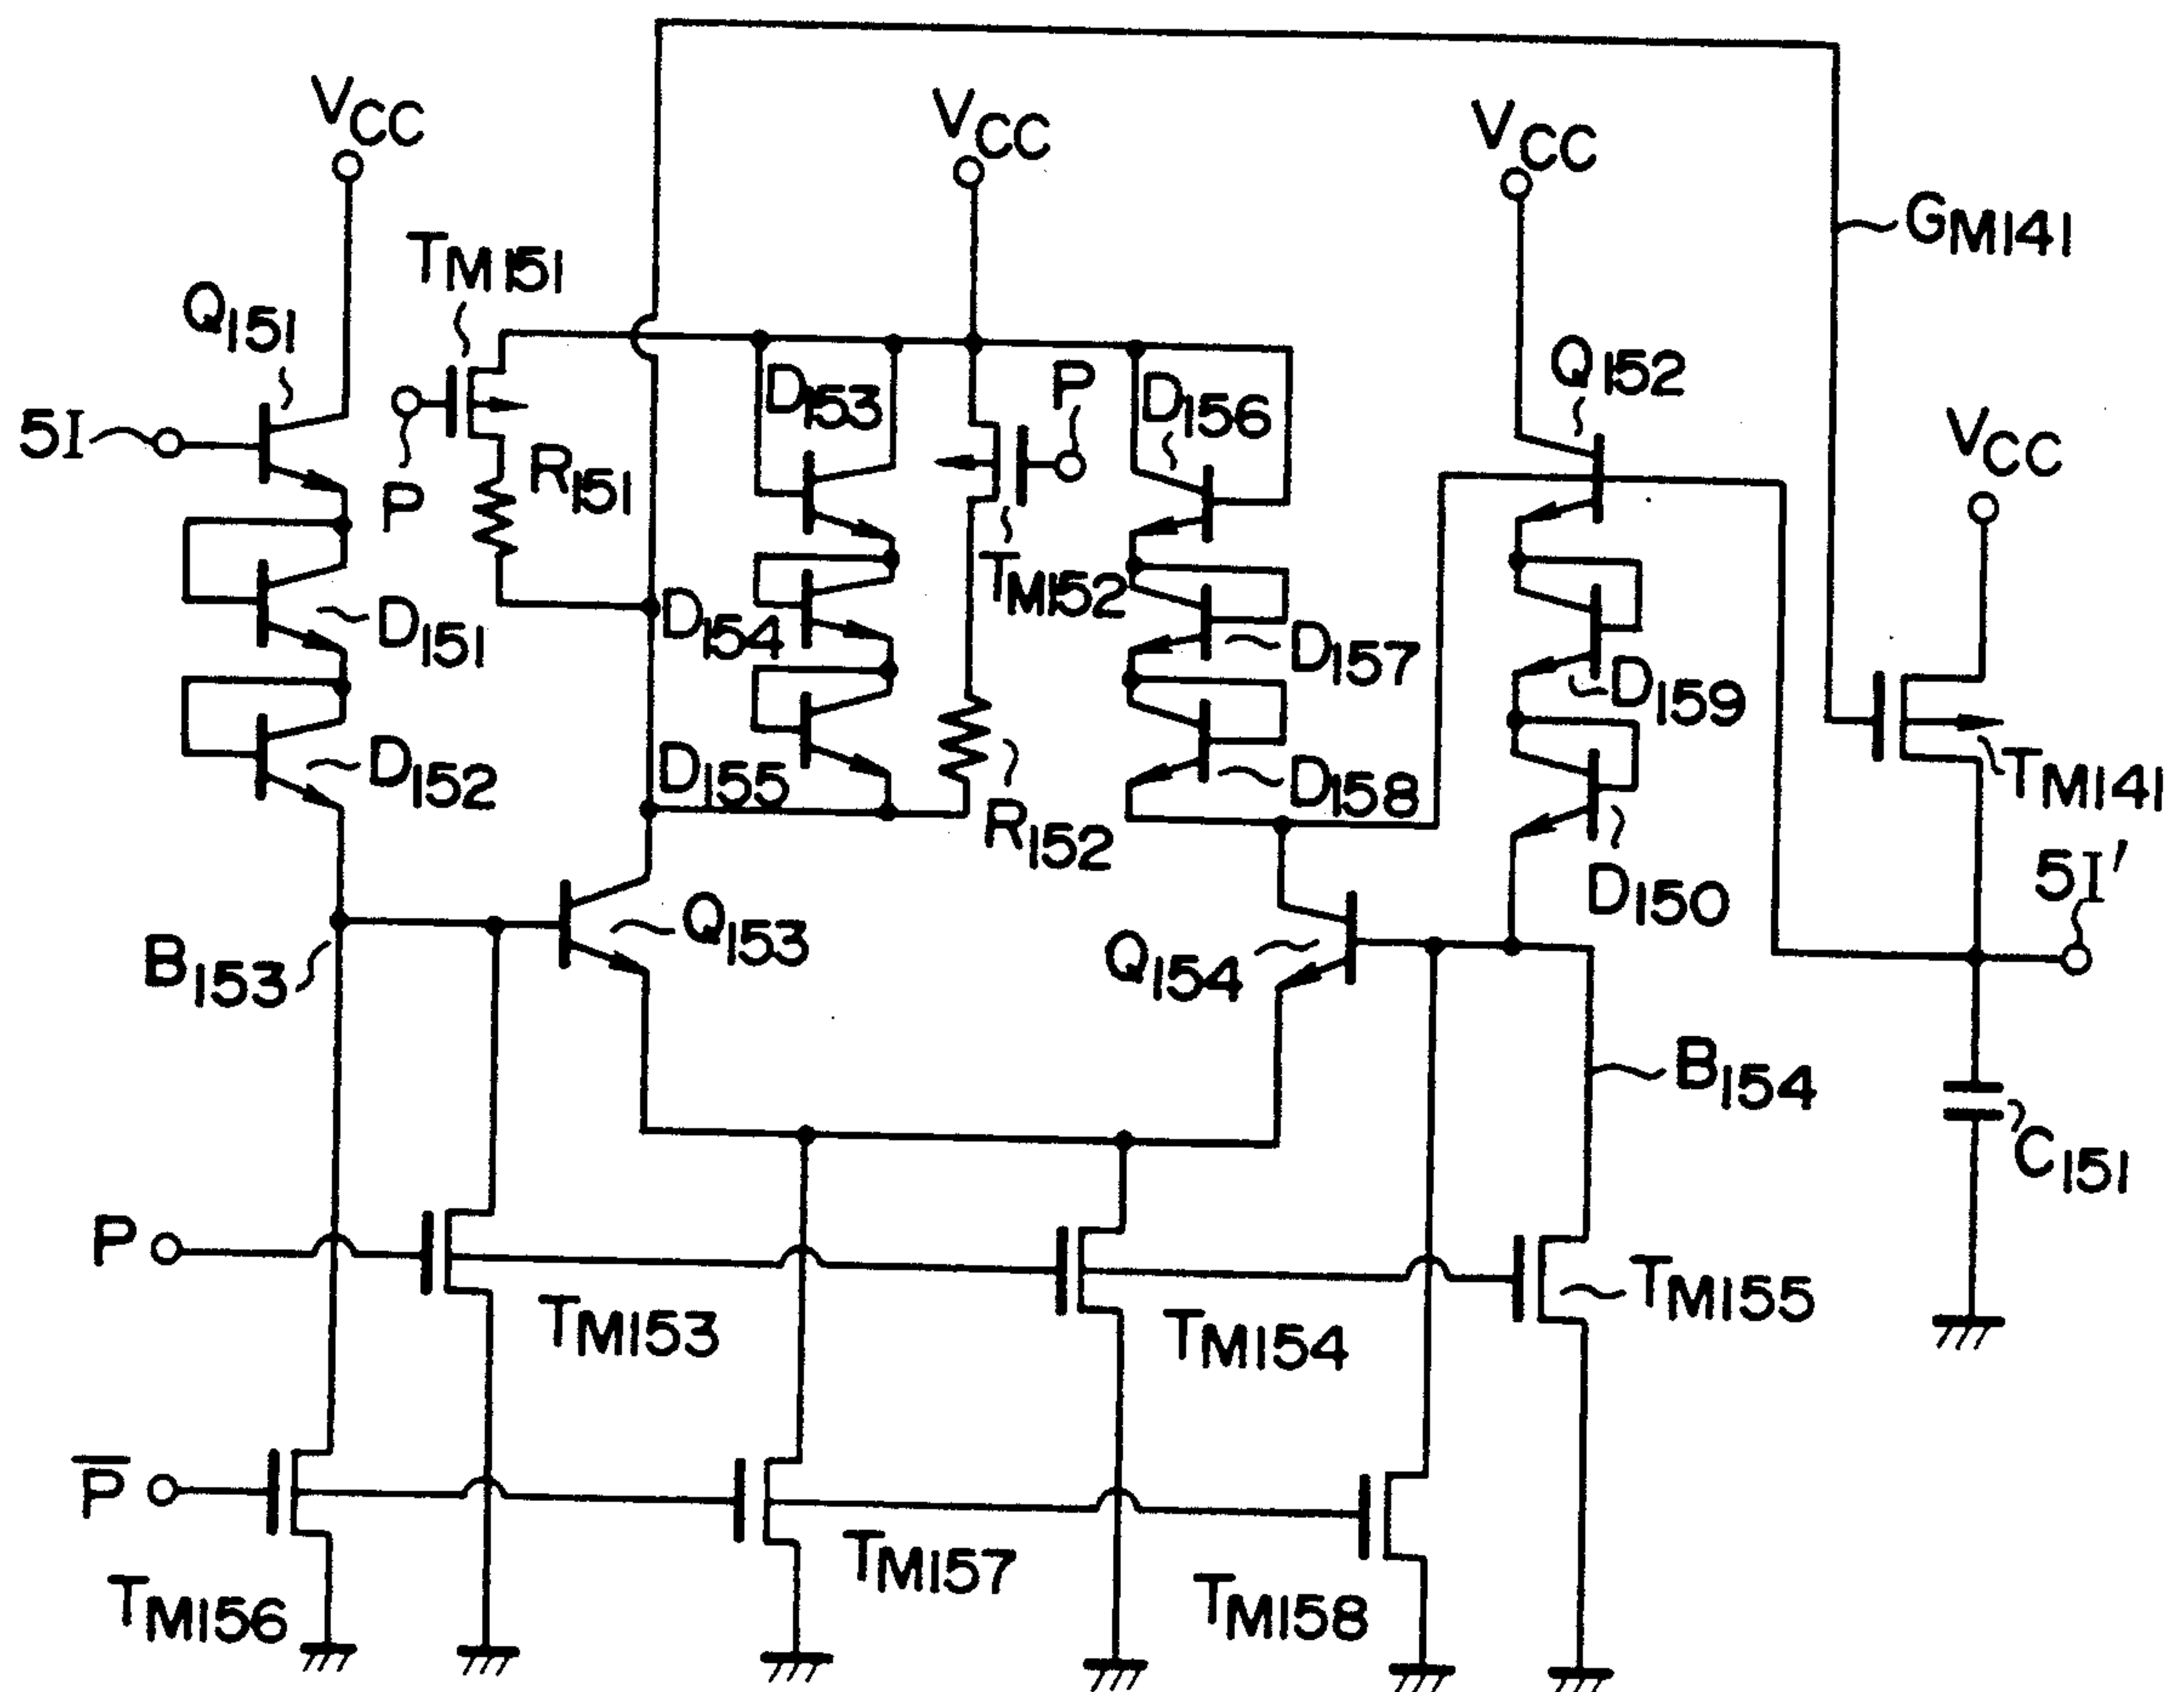 VCC
VCC
VCC
GM141
TM151
Q151
Q152
5I
P
R151
D153
P
D156
VCC
D151
D154
TM152
D157
D159
D152
D155
R152
D158
TM141
D150
5I'
B153
Q153
Q154
B154
C151
P
TM153
TM154
TM155
P̅
TM156
TM157
TM158